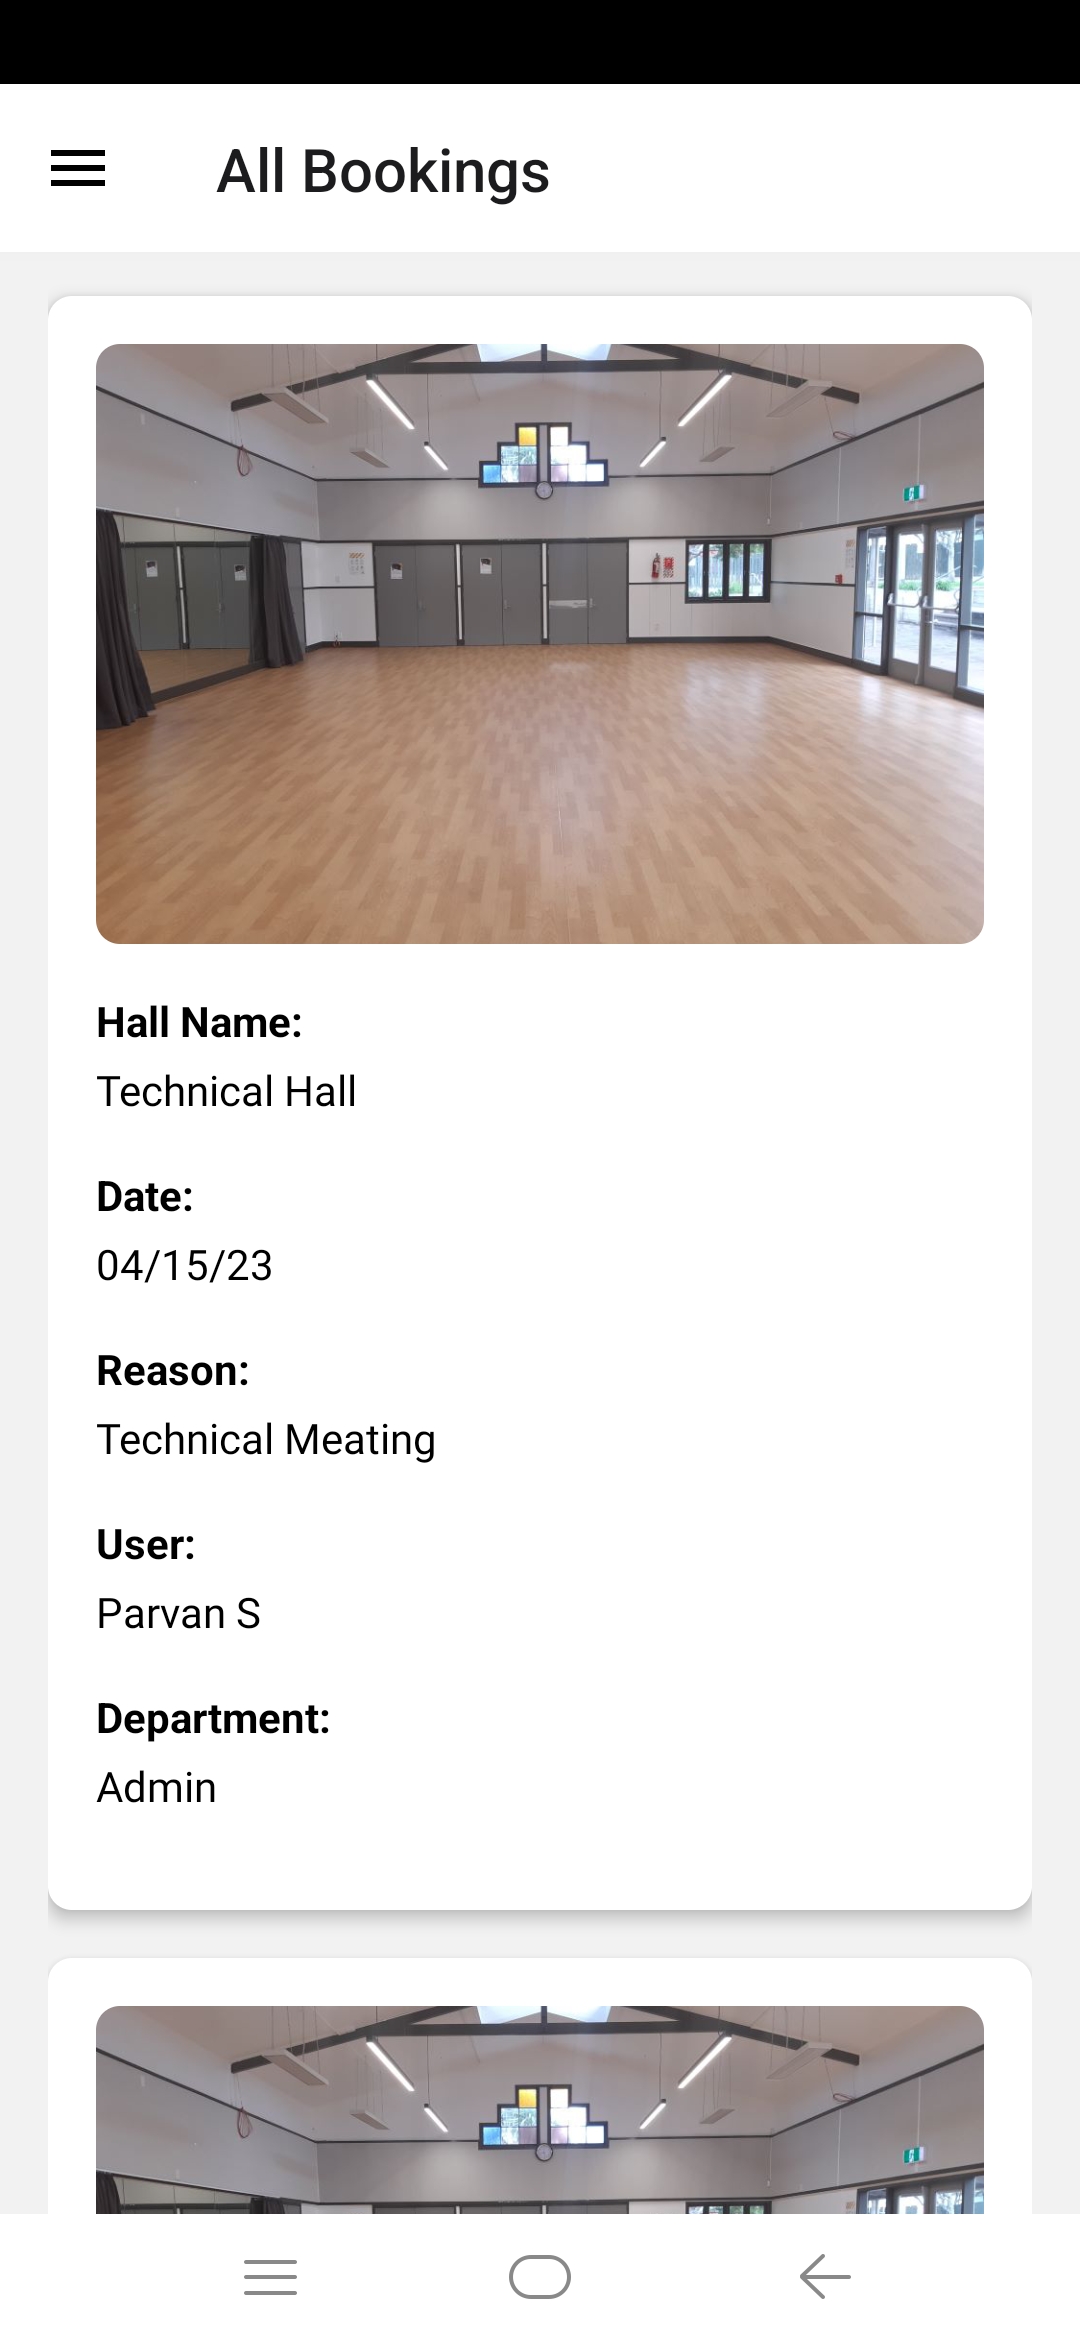 All Bookings
Hall Name:
Technical Hall
Date:
04/15/23
Reason:
Technical Meating
User:
Parvan S
Department:
Admin